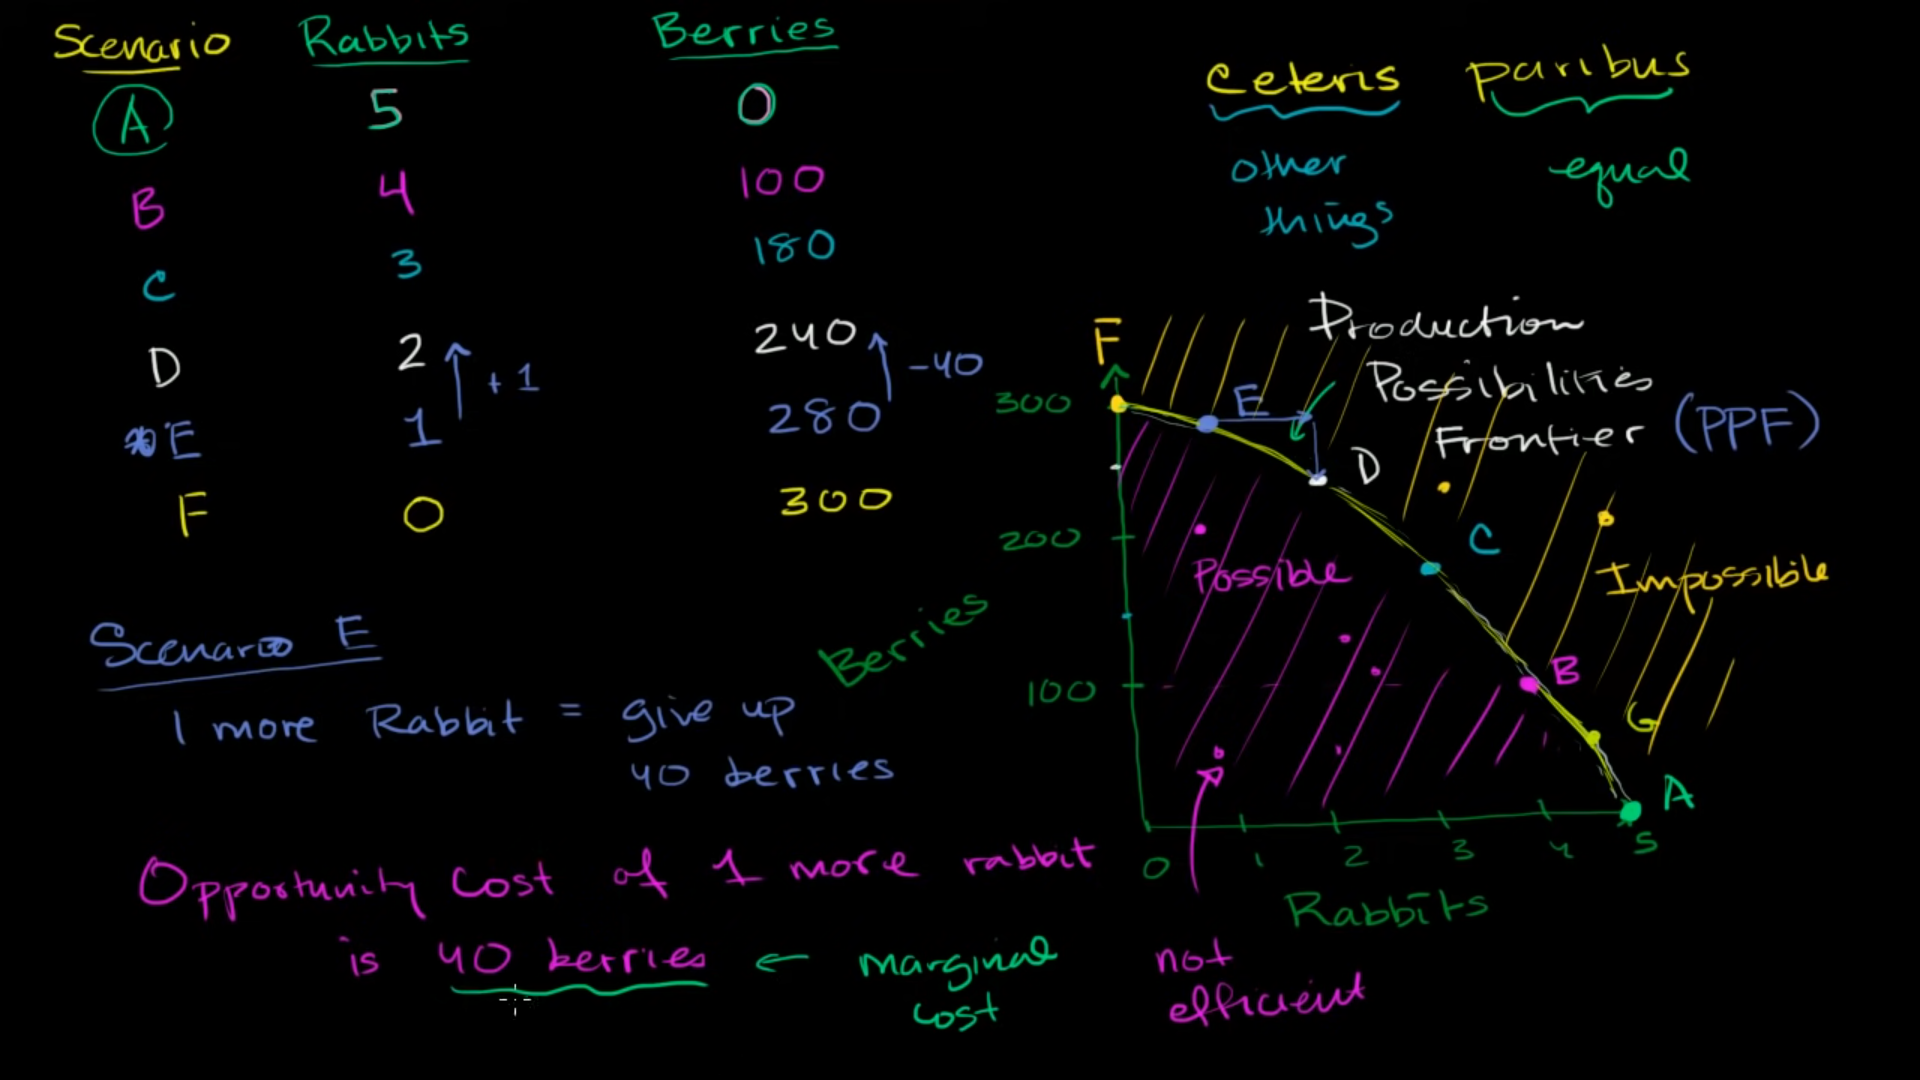 Scenario Rabbits Berries
A 5 0
B 4 100
C 3 180
D 2 240
+1 -40
E 1 280
F 0 300
Ceteris paribus
other equal
things
Scenario E
1 more Rabbit = give up
40 berries
Opportunity Cost of 1 more rabbit
is 40 berries ← marginal
cost
Production
Possibilities
Frontier (PPF)
F
300
E
D
200
C
Possible
Impossible
Berries
100
B
G
A
0 1 2 3 4 5
Rabbits
not
efficient